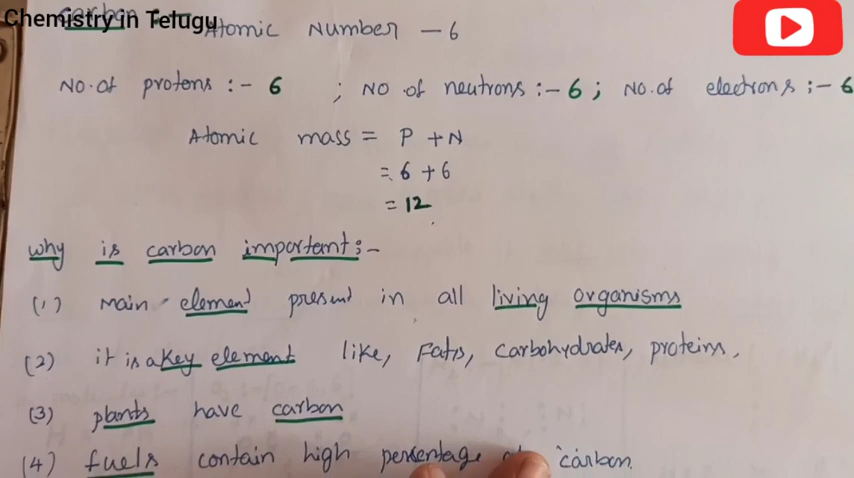 Chemistry in Telugu
carbon Atomic Number - 6
No. of protons :- 6 ; No of neutrons :- 6 ; No. of electrons :- 6
Atomic mass = P + N
= 6 + 6
= 12
why is carbon important :-
(1) Main element present in all living organisms
(2) it is a key element like, Fats, carbohydrates, proteins,
(3) plants have carbon
(4) fuels contain high percentage carbon.